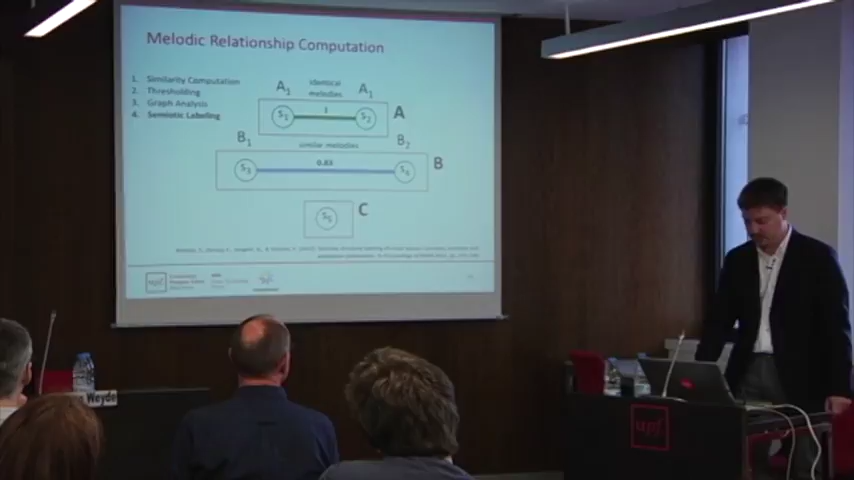 Melodic Relationship Computation
1. Similarity Computation
2. Thresholding
3. Graph Analysis
4. Semiotic Labeling
identical
melodies
A1
A1
S1
1
S2
A
similar melodies
B1
B2
S3
0.83
S4
B
S5
C
upf
Weyde
upf.